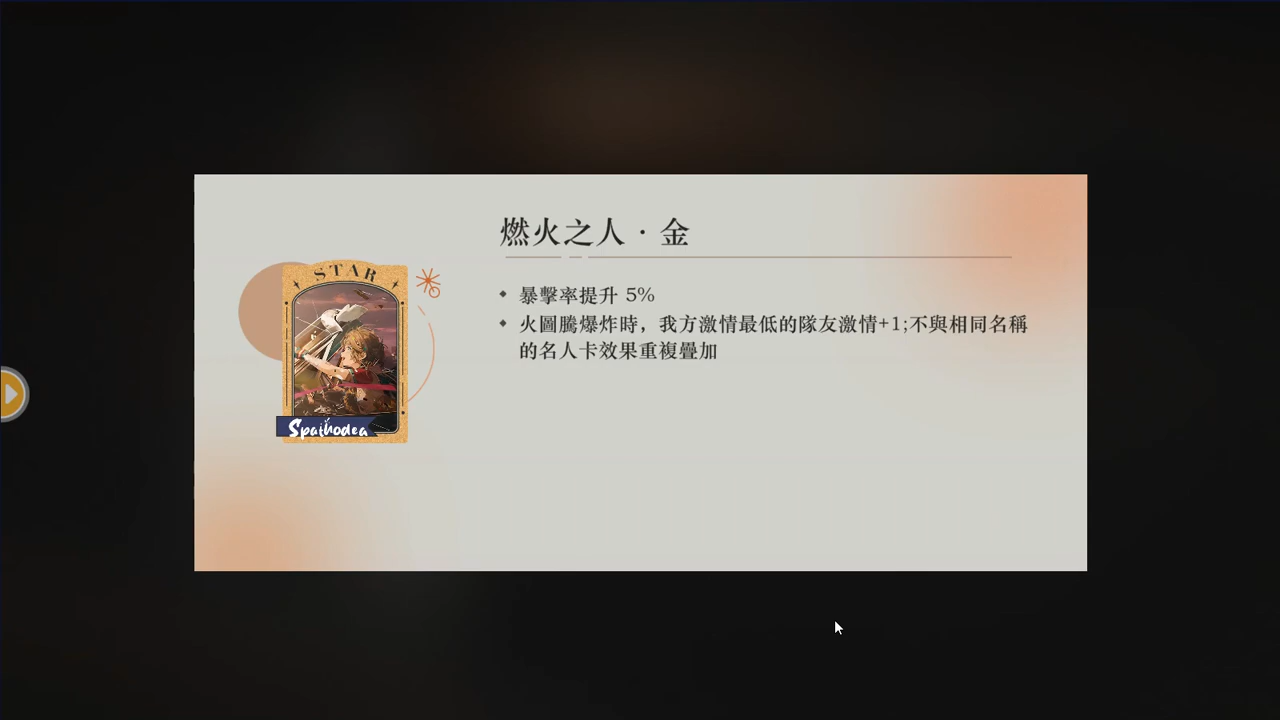 燃火之人·金
STAR
暴擊率提升 5%
火圖騰爆炸時，我方激情最低的隊友激情+1;不與相同名稱
的名人卡效果重複疊加
Spathodea